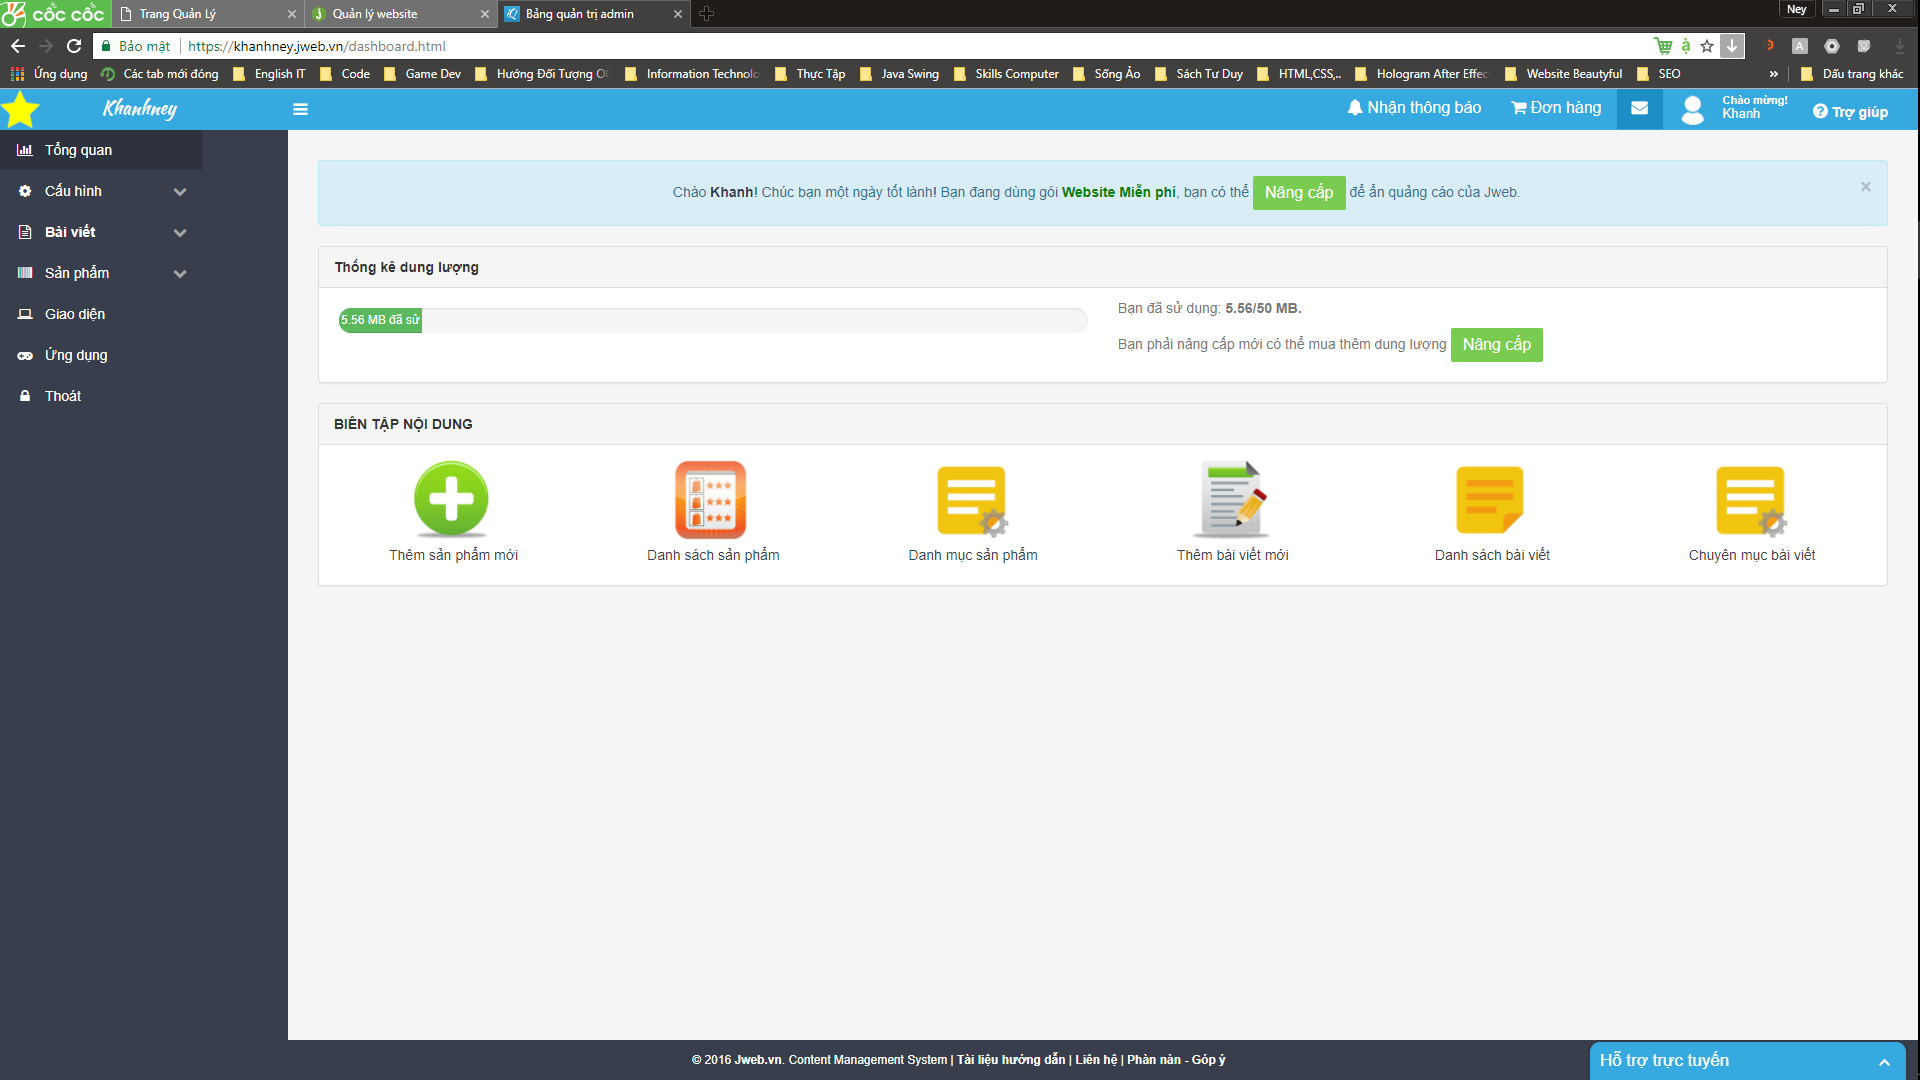 cốc cốc
Trang Quản Lý
Quản lý website
Bảng quản trị admin
Ney
Bảo mật
https://khanhney.jweb.vn/dashboard.html
Ứng dụng
Các tab mới đóng
English IT
Code
Game Dev
Hướng Đối Tượng
Information Technolo
Thực Tập
Java Swing
Skills Computer
Sống Ảo
Sách Tư Duy
HTML,CSS,..
Hologram After Effec
Website Beautyful
SEO
»
Dấu trang khác
Khanhney
Nhận thông báo
Đơn hàng
Chào mừng!
Khanh
Trợ giúp
Tổng quan
Cấu hình
Bài viết
Sản phẩm
Giao diện
Ứng dụng
Thoát
Chào Khanh! Chúc bạn một ngày tốt lành! Bạn đang dùng gói Website Miễn phí, bạn có thể Nâng cấp để ẩn quảng cáo của Jweb.
×
Thống kê dung lượng
5.56 MB đã sử
Bạn đã sử dụng: 5.56/50 MB.
Bạn phải nâng cấp mới có thể mua thêm dung lượng Nâng cấp
BIÊN TẬP NỘI DUNG
Thêm sản phẩm mới
Danh sách sản phẩm
Danh mục sản phẩm
Thêm bài viết mới
Danh sách bài viết
Chuyên mục bài viết
© 2016 Jweb.vn. Content Management System | Tài liệu hướng dẫn | Liên hệ | Phàn nàn - Góp ý
Hỗ trợ trực tuyến